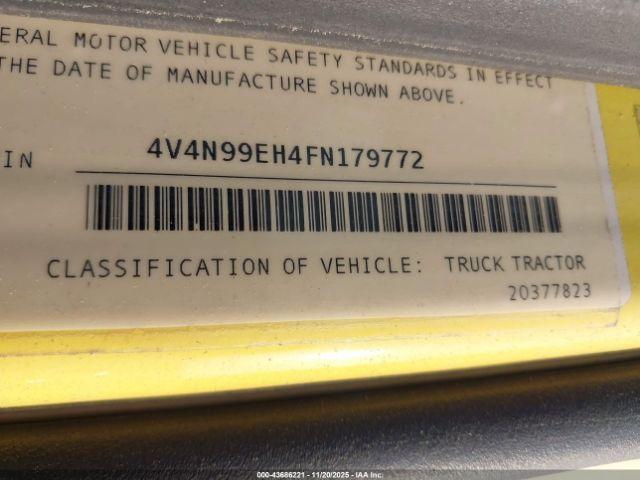 ERAL MOTOR VEHICLE SAFETY STANDARDS IN EFFECT
THE DATE OF MANUFACTURE SHOWN ABOVE.
IN 4V4N99EH4FN179772
CLASSIFICATION OF VEHICLE: TRUCK TRACTOR
20377823
000-43686221 - 11/20/2025 - IAA Inc.